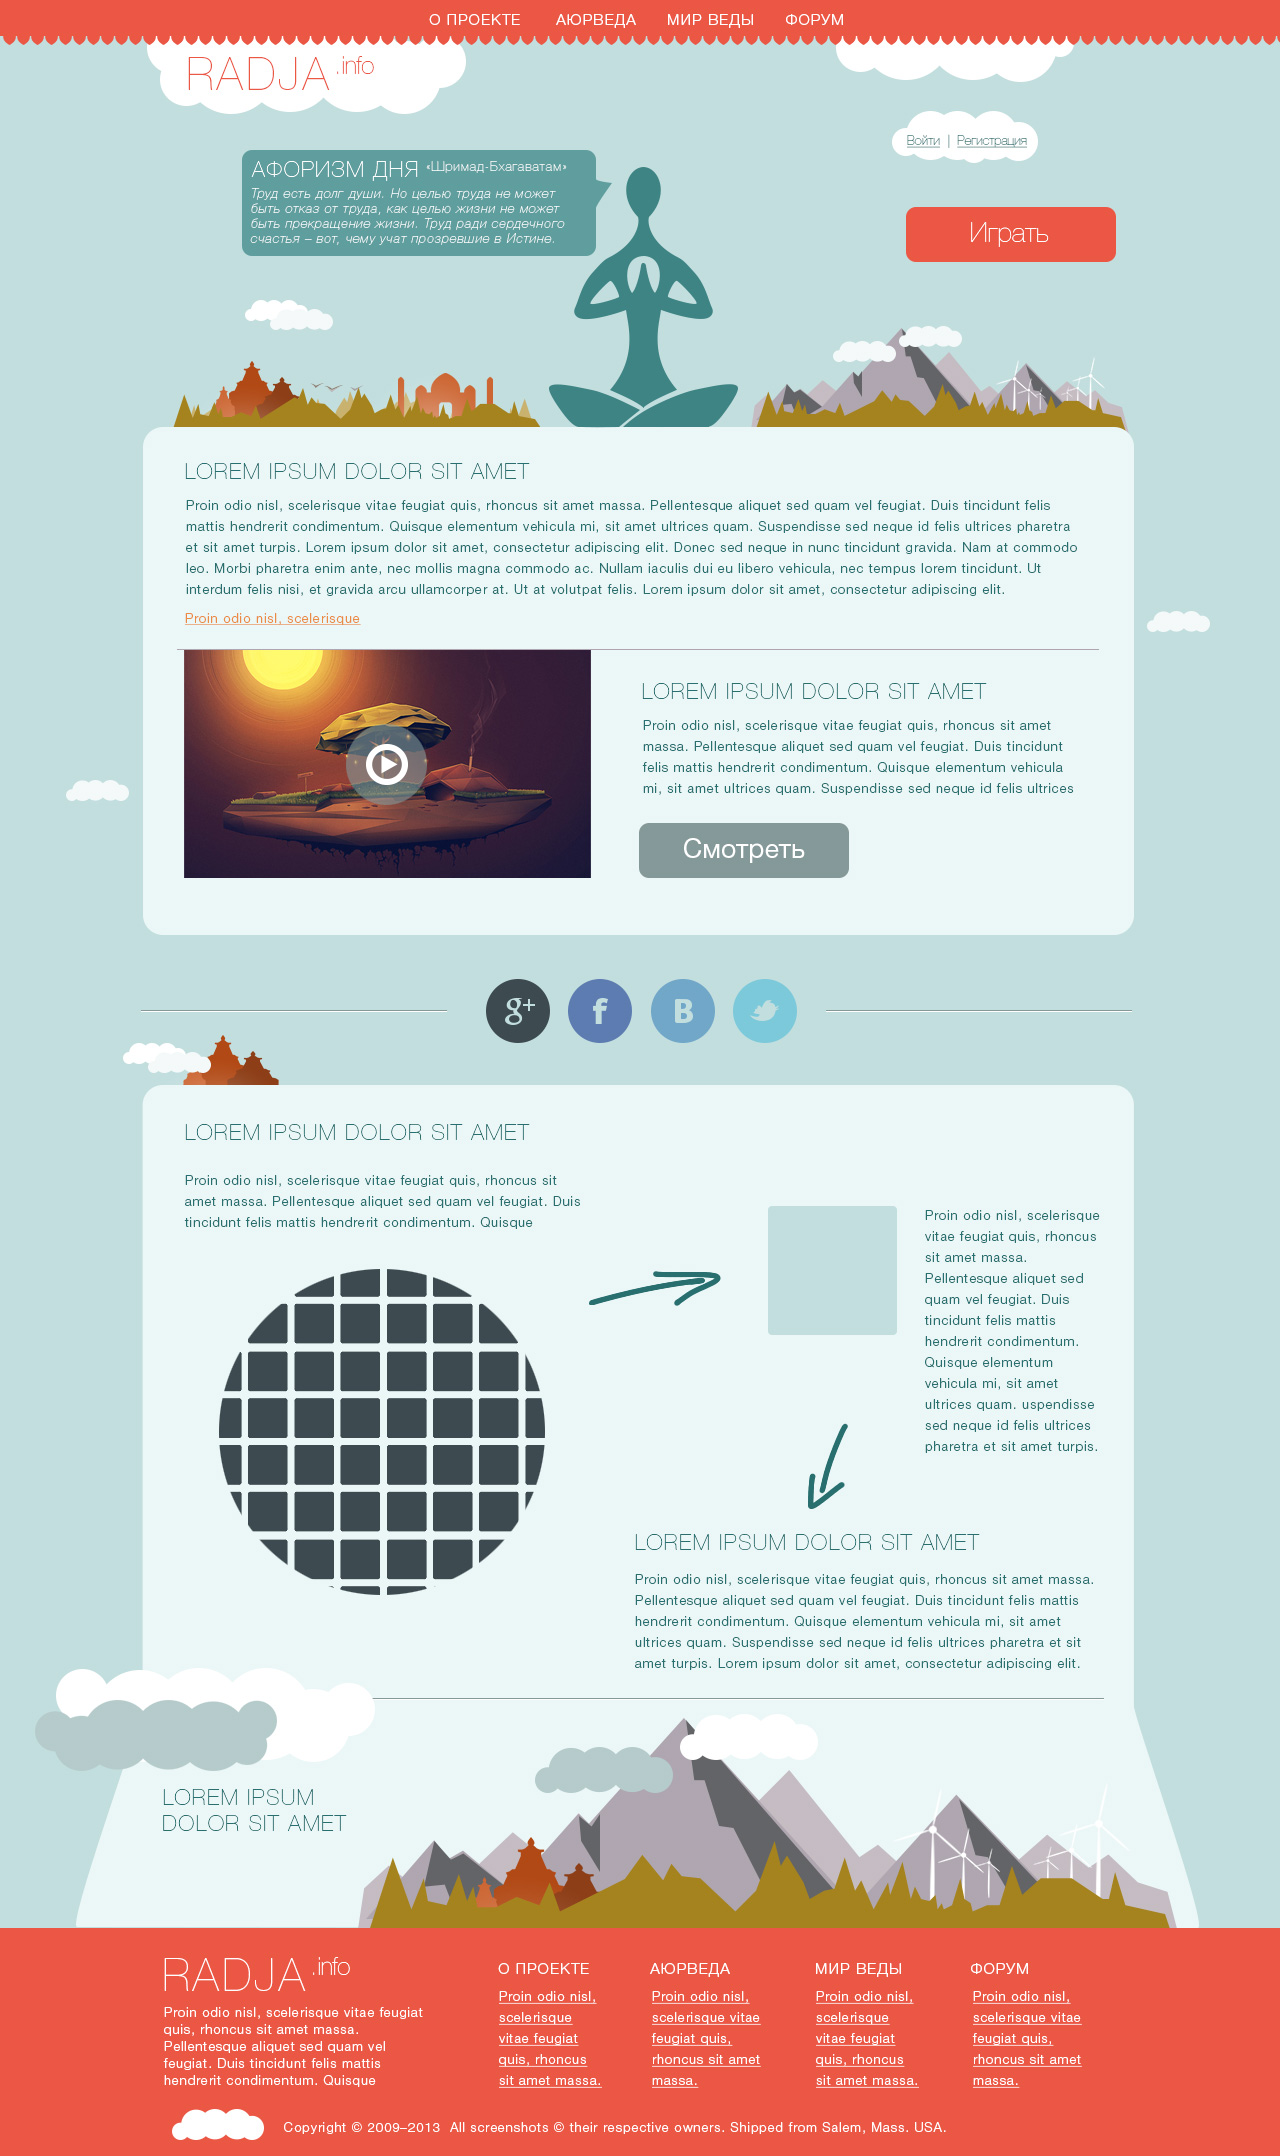 О ПРОЕКТЕ АЮРВЕДА МИР ВЕДЫ ФОРУМ
RADJA.info
Войти | Регистрация
АФОРИЗМ ДНЯ «Шримад-Бхагаватам»
Труд есть долг души. Но целью труда не может
быть отказ от труда, как целью жизни не может
быть прекращение жизни. Труд ради сердечного
счастья – вот, чему учат прозревшие в Истине.
Играть
LOREM IPSUM DOLOR SIT AMET
Proin odio nisl, scelerisque vitae feugiat quis, rhoncus sit amet massa. Pellentesque aliquet sed quam vel feugiat. Duis tincidunt felis
mattis hendrerit condimentum. Quisque elementum vehicula mi, sit amet ultrices quam. Suspendisse sed neque id felis ultrices pharetra
et sit amet turpis. Lorem ipsum dolor sit amet, consectetur adipiscing elit. Donec sed neque in nunc tincidunt gravida. Nam at commodo
leo. Morbi pharetra enim ante, nec mollis magna commodo ac. Nullam iaculis dui eu libero vehicula, nec tempus lorem tincidunt. Ut
interdum felis nisi, et gravida arcu ullamcorper at. Ut at volutpat felis. Lorem ipsum dolor sit amet, consectetur adipiscing elit.
Proin odio nisl, scelerisque
LOREM IPSUM DOLOR SIT AMET
Proin odio nisl, scelerisque vitae feugiat quis, rhoncus sit amet
massa. Pellentesque aliquet sed quam vel feugiat. Duis tincidunt
felis mattis hendrerit condimentum. Quisque elementum vehicula
mi, sit amet ultrices quam. Suspendisse sed neque id felis ultrices
Смотреть
g+ f B
LOREM IPSUM DOLOR SIT AMET
Proin odio nisl, scelerisque vitae feugiat quis, rhoncus sit
amet massa. Pellentesque aliquet sed quam vel feugiat. Duis
tincidunt felis mattis hendrerit condimentum. Quisque
Proin odio nisl, scelerisque
vitae feugiat quis, rhoncus
sit amet massa.
Pellentesque aliquet sed
quam vel feugiat. Duis
tincidunt felis mattis
hendrerit condimentum.
Quisque elementum
vehicula mi, sit amet
ultrices quam. uspendisse
sed neque id felis ultrices
pharetra et sit amet turpis.
LOREM IPSUM DOLOR SIT AMET
Proin odio nisl, scelerisque vitae feugiat quis, rhoncus sit amet massa.
Pellentesque aliquet sed quam vel feugiat. Duis tincidunt felis mattis
hendrerit condimentum. Quisque elementum vehicula mi, sit amet
ultrices quam. Suspendisse sed neque id felis ultrices pharetra et sit
amet turpis. Lorem ipsum dolor sit amet, consectetur adipiscing elit.
LOREM IPSUM
DOLOR SIT AMET
RADJA.info
Proin odio nisl, scelerisque vitae feugiat
quis, rhoncus sit amet massa.
Pellentesque aliquet sed quam vel
feugiat. Duis tincidunt felis mattis
hendrerit condimentum. Quisque
О ПРОЕКТЕ
Proin odio nisl,
scelerisque
vitae feugiat
quis, rhoncus
sit amet massa.
АЮРВЕДА
Proin odio nisl,
scelerisque vitae
feugiat quis,
rhoncus sit amet
massa.
МИР ВЕДЫ
Proin odio nisl,
scelerisque
vitae feugiat
quis, rhoncus
sit amet massa.
ФОРУМ
Proin odio nisl,
scelerisque vitae
feugiat quis,
rhoncus sit amet
massa.
Copyright © 2009–2013 All screenshots © their respective owners. Shipped from Salem, Mass. USA.